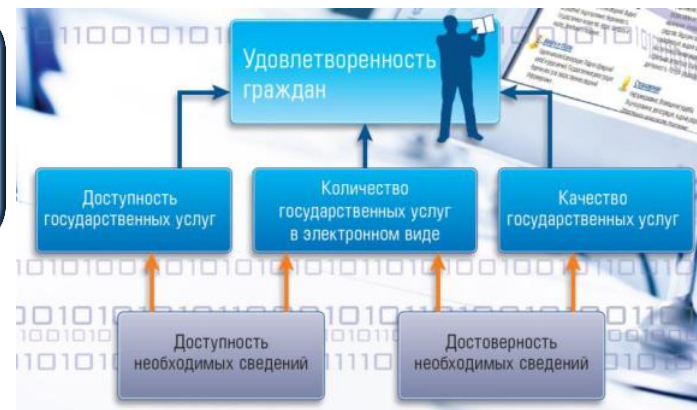 Удовлетворенность
граждан
Доступность
государственных услуг
Количество
государственных услуг
в электронном виде
Качество
государственных услуг
Доступность
необходимых сведений
Достоверность
необходимых сведений